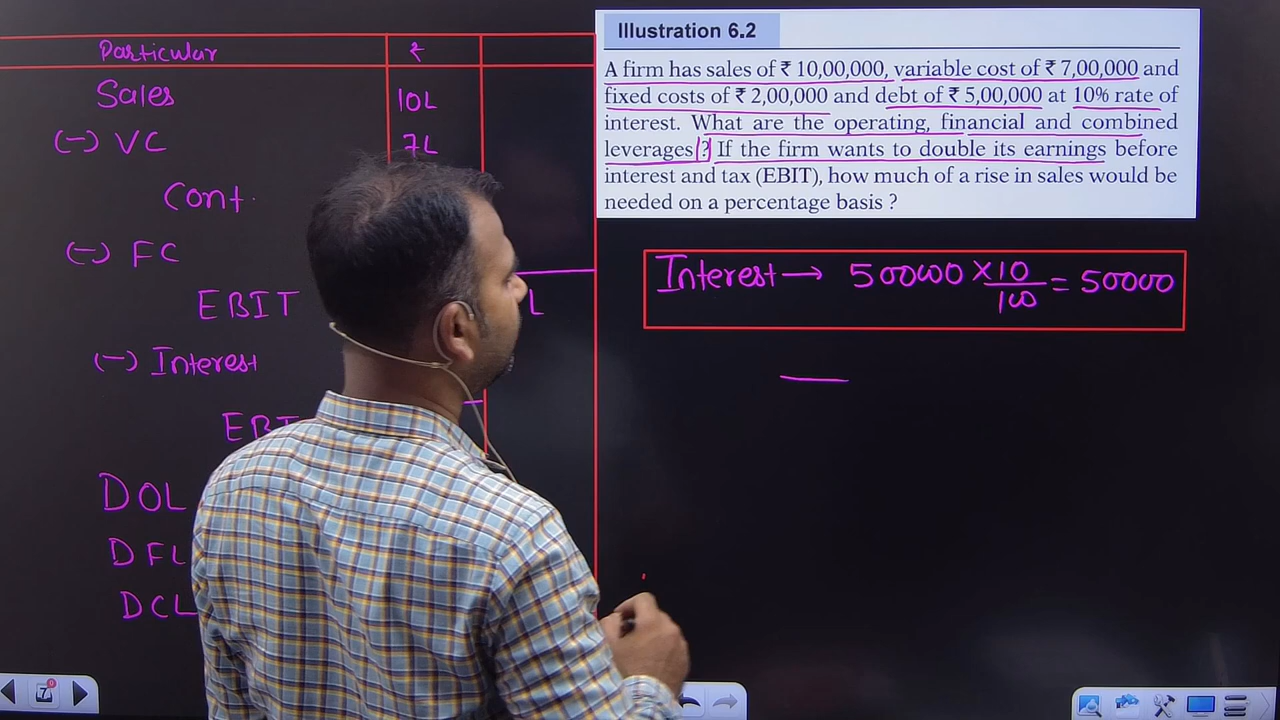 Particular ₹
Sales 10L
(-) VC 7L
Cont.
(-) FC
EBIT L
(-) Interest
DOL
DFL
DCL
Illustration 6.2
A firm has sales of ₹ 10,00,000, variable cost of ₹ 7,00,000 and
fixed costs of ₹ 2,00,000 and debt of ₹ 5,00,000 at 10% rate of
interest. What are the operating, financial and combined
leverages ? If the firm wants to double its earnings before
interest and tax (EBIT), how much of a rise in sales would be
needed on a percentage basis ?
Interest → 500000 × 10/100 = 50000
7